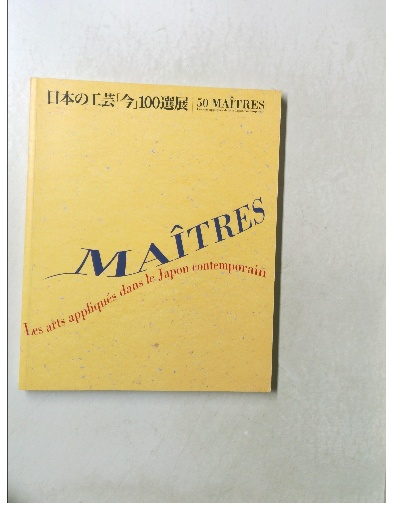 日本の工芸「今」100選展
50 MAÎTRES
MAÎTRES
Les arts appliqués dans le Japon contemporain